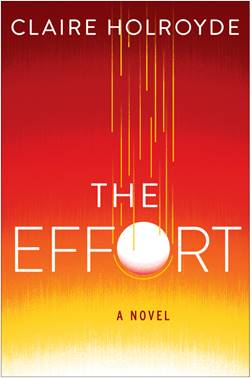 CLAIRE HOLROYDE
THE
EFFORT
A NOVEL